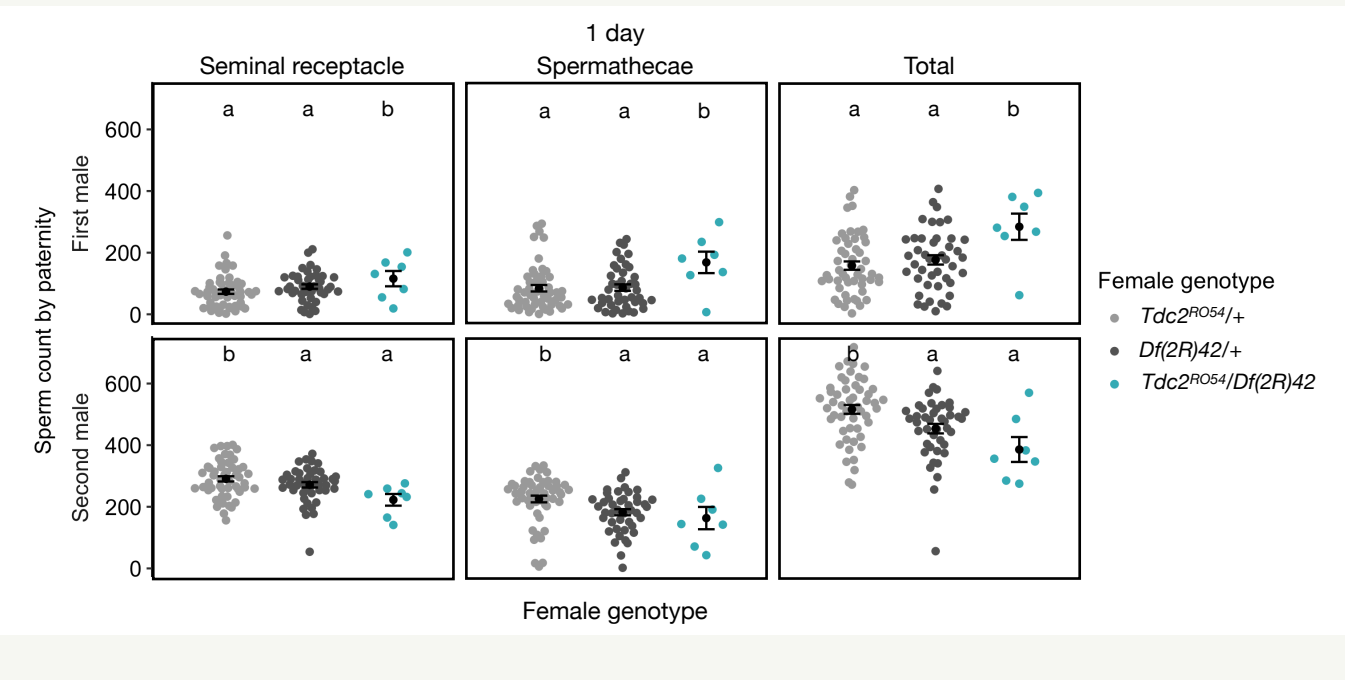 1 day
Seminal receptacle Spermathecae Total
a a b a a b a a b
600
400
200
0
First male
b a a b a a b a a
600
400
200
0
Second male
Sperm count by paternity
Female genotype
Female genotype
Tdc2RO54/+
Df(2R)42/+
Tdc2RO54/Df(2R)42